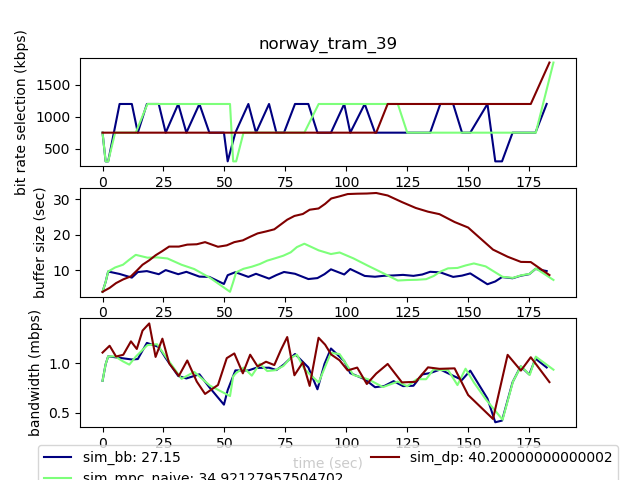 norway_tram_39
bit rate selection (kbps)
1500
1000
500
0 25 50 75 100 125 150 175
buffer size (sec)
30
20
10
0 25 50 75 100 125 150 175
bandwidth (mbps)
1.0
0.5
0 25 50 75 100 125 150 175
time (sec)
sim_bb: 27.15
sim_mpc_naive: 34.92127957504702
sim_dp: 40.20000000000002